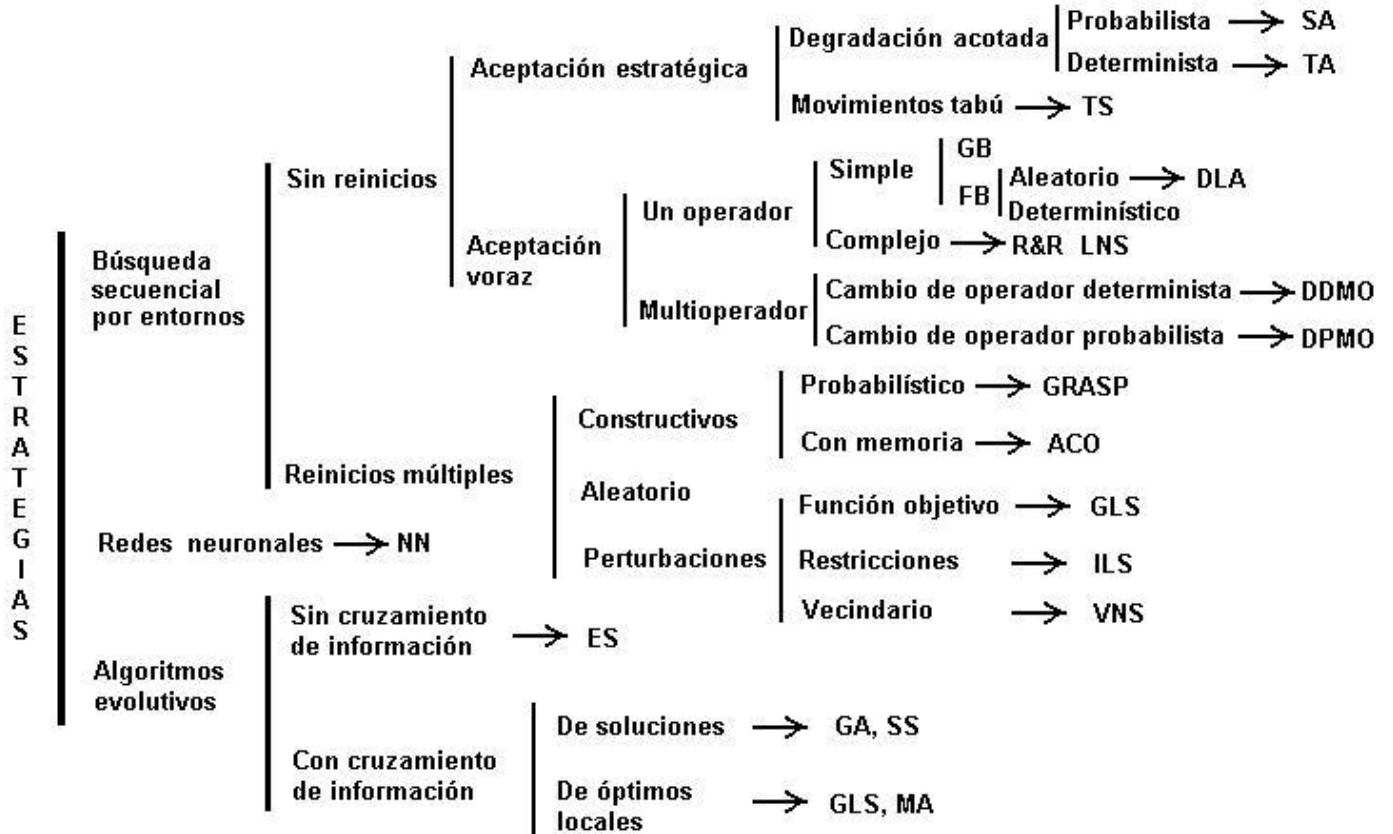 ESTRATEGIAS
Búsqueda
secuencial
por entornos
Sin reinicios
Aceptación estratégica
Degradación acotada
Probabilista
SA
Determinista
TA
Movimientos tabú
TS
Aceptación
voraz
Un operador
Simple
GB
FB
Aleatorio
DLA
Determinístico
Complejo
R&R LNS
Multioperador
Cambio de operador determinista
DDMO
Cambio de operador probabilista
DPMO
Reinicios múltiples
Constructivos
Probabilístico
GRASP
Con memoria
ACO
Aleatorio
Perturbaciones
Función objetivo
GLS
Restricciones
ILS
Vecindario
VNS
Redes neuronales
NN
Algoritmos
evolutivos
Sin cruzamiento
de información
ES
Con cruzamiento
de información
De soluciones
GA, SS
De óptimos
locales
GLS, MA